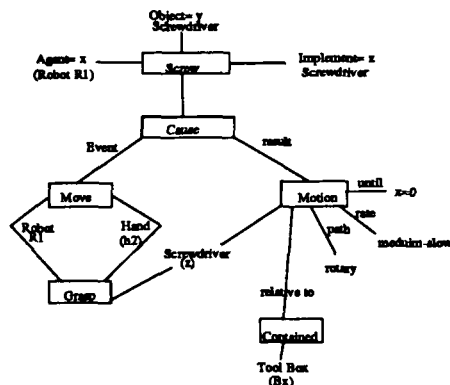 Object= y
Screwdriver
Agent= x
(Robot R1)
Screw
Implement= z
Screwdriver
Cause
Event
result
Move
Motion
until
x=0
rate
Robot
R1
Hand
(h2)
path
meduim-slow
Screwdriver
(z)
rotary
Grasp
relative to
Contained
Tool Box
(Bx)